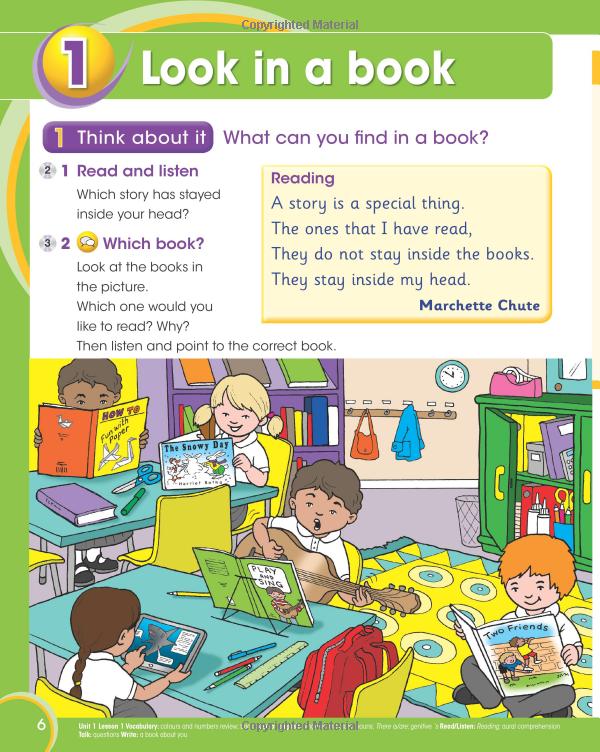 Copyrighted Material
1 Look in a book
1 Think about it What can you find in a book?
2 1 Read and listen
Which story has stayed
inside your head?
3 2 Which book?
Look at the books in
the picture.
Which one would you
like to read? Why?
Then listen and point to the correct book.
Reading
A story is a special thing.
The ones that I have read,
They do not stay inside the books.
They stay inside my head.
Marchette Chute
HOW TO
Fun with
paper
The Snowy Day
Harriet
PLAY
AND
SING
Two Friends
6
Unit 1 Lesson 1 Vocabulary: colours and numbers review; There is/are: genitive 's Read/Listen: Reading; aural comprehension
Talk: questions Write: a book about you
Copyrighted Material